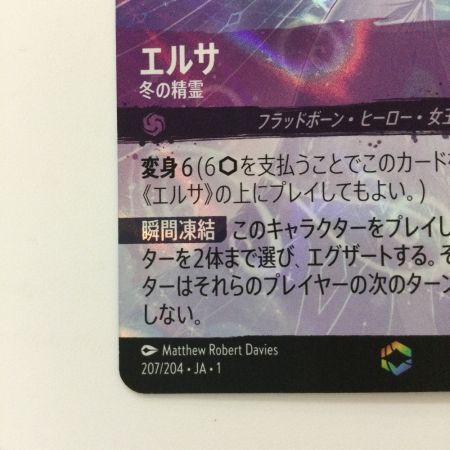 エルサ
冬の精霊
フラッドボーン・ヒーロー・女王
変身 6 (6⬡を支払うことでこのカードを
《エルサ》の上にプレイしてもよい。)
瞬間凍結 このキャラクターをプレイし
ターを2体まで選び、エグザートする。そ
ターはそれらのプレイヤーの次のターン
しない。
Matthew Robert Davies
207/204 • JA • 1